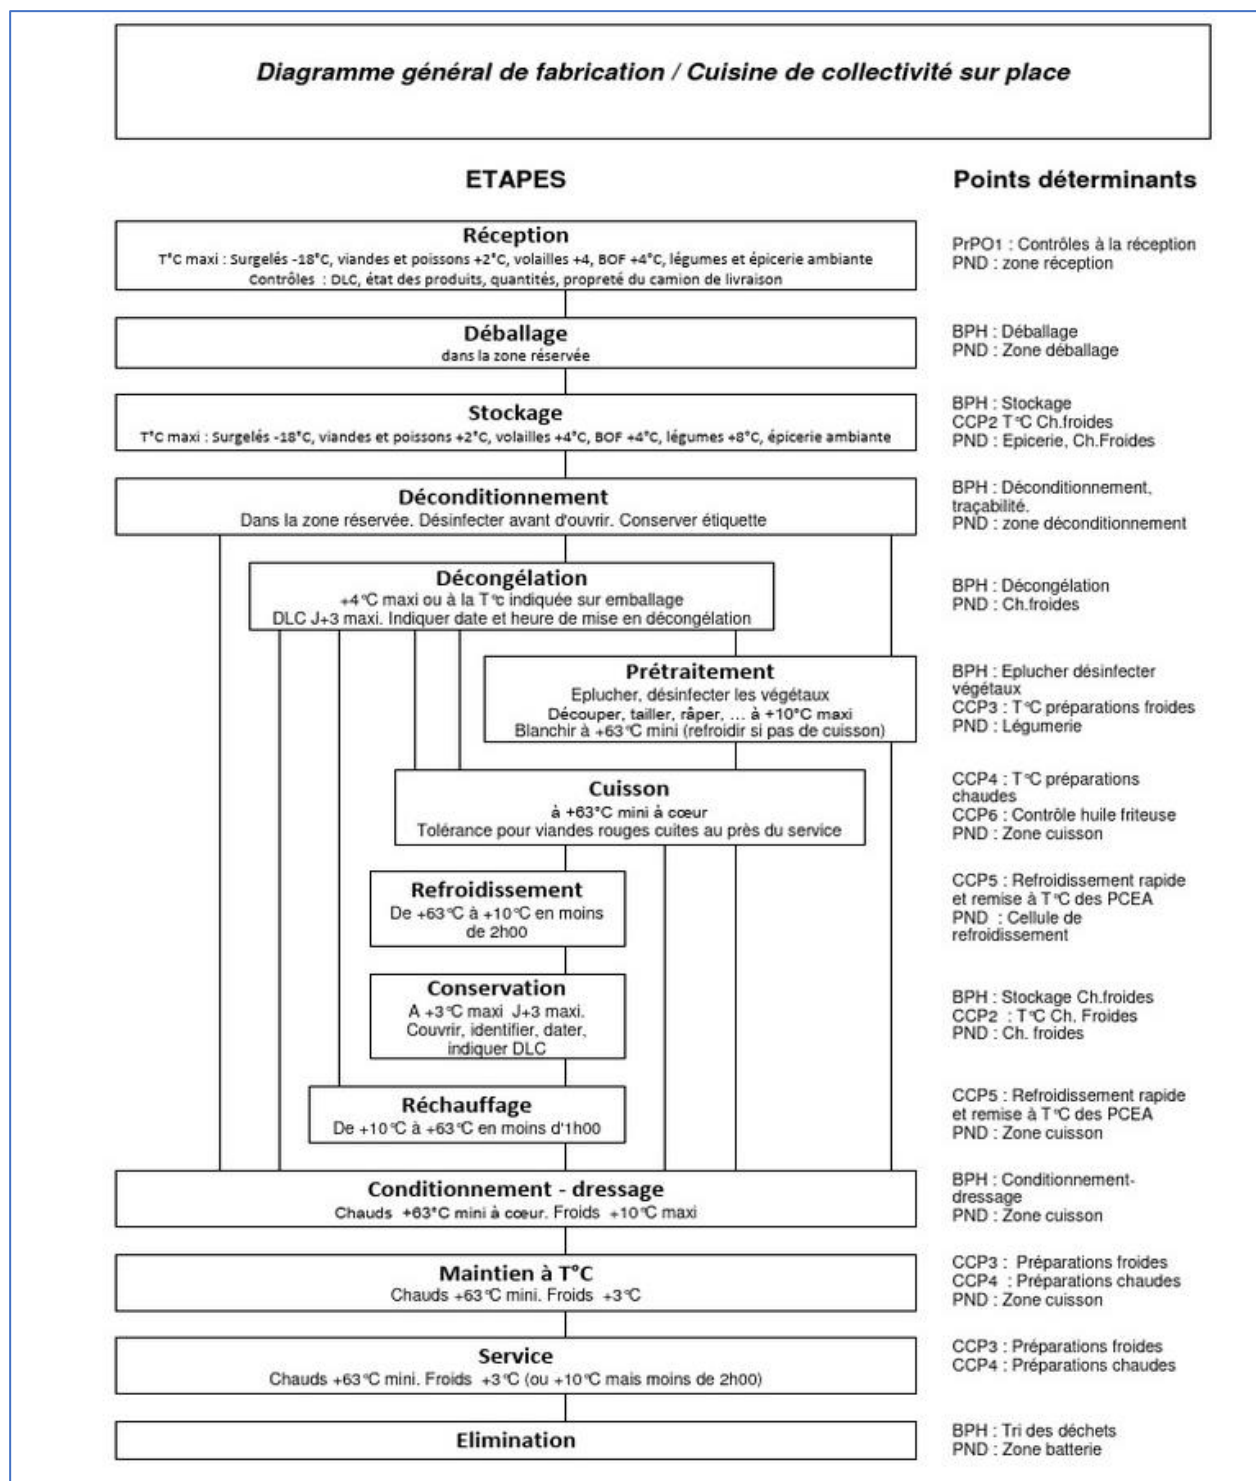 Diagramme général de fabrication / Cuisine de collectivité sur place
ETAPES
Points déterminants
Réception
T°C maxi : Surgelés -18°C, viandes et poissons +2°C, volailles +4, BOF +4°C, légumes et épicerie ambiante
Contrôles : DLC, état des produits, quantités, propreté du camion de livraison
PrPO1 : Contrôles à la réception
PND : zone réception
Déballage
dans la zone réservée
BPH : Déballage
PND : Zone déballage
Stockage
T°C maxi : Surgelés -18°C, viandes et poissons +2°C, volailles +4°C, BOF +4°C, légumes +8°C, épicerie ambiante
BPH : Stockage
CCP2 T°C Ch.froides
PND : Epicerie, Ch.Froides
Déconditionnement
Dans la zone réservée. Désinfecter avant d'ouvrir. Conserver étiquette
BPH : Déconditionnement,
traçabilité.
PND : zone déconditionnement
Décongélation
+4°C maxi ou à la T°c indiquée sur emballage
DLC J+3 maxi. Indiquer date et heure de mise en décongélation
BPH : Décongélation
PND : Ch.froides
Prétraitement
Eplucher, désinfecter les végétaux
Découper, tailler, râper, ... à +10°C maxi
Blanchir à +63°C mini (refroidir si pas de cuisson)
BPH : Eplucher désinfecter
végétaux
CCP3 : T°C préparations froides
PND : Légumerie
Cuisson
à +63°C mini à cœur
Tolérance pour viandes rouges cuites au près du service
CCP4 : T°C préparations
chaudes
CCP6 : Contrôle huile friteuse
PND : Zone cuisson
Refroidissement
De +63°C à +10°C en moins
de 2h00
CCP5 : Refroidissement rapide
et remise à T°C des PCEA
PND : Cellule de
refroidissement
Conservation
A +3°C maxi J+3 maxi.
Couvrir, identifier, dater,
indiquer DLC
BPH : Stockage Ch.froides
CCP2 : T°C Ch. Froides
PND : Ch. froides
Réchauffage
De +10°C à +63°C en moins d'1h00
CCP5 : Refroidissement rapide
et remise à T°C des PCEA
PND : Zone cuisson
Conditionnement - dressage
Chauds +63°C mini à cœur. Froids +10°C maxi
BPH : Conditionnement-
dressage
PND : Zone cuisson
Maintien à T°C
Chauds +63°C mini. Froids +3°C
CCP3 : Préparations froides
CCP4 : Préparations chaudes
PND : Zone cuisson
Service
Chauds +63°C mini. Froids +3°C (ou +10°C mais moins de 2h00)
CCP3 : Préparations froides
CCP4 : Préparations chaudes
Elimination
BPH : Tri des déchets
PND : Zone batterie